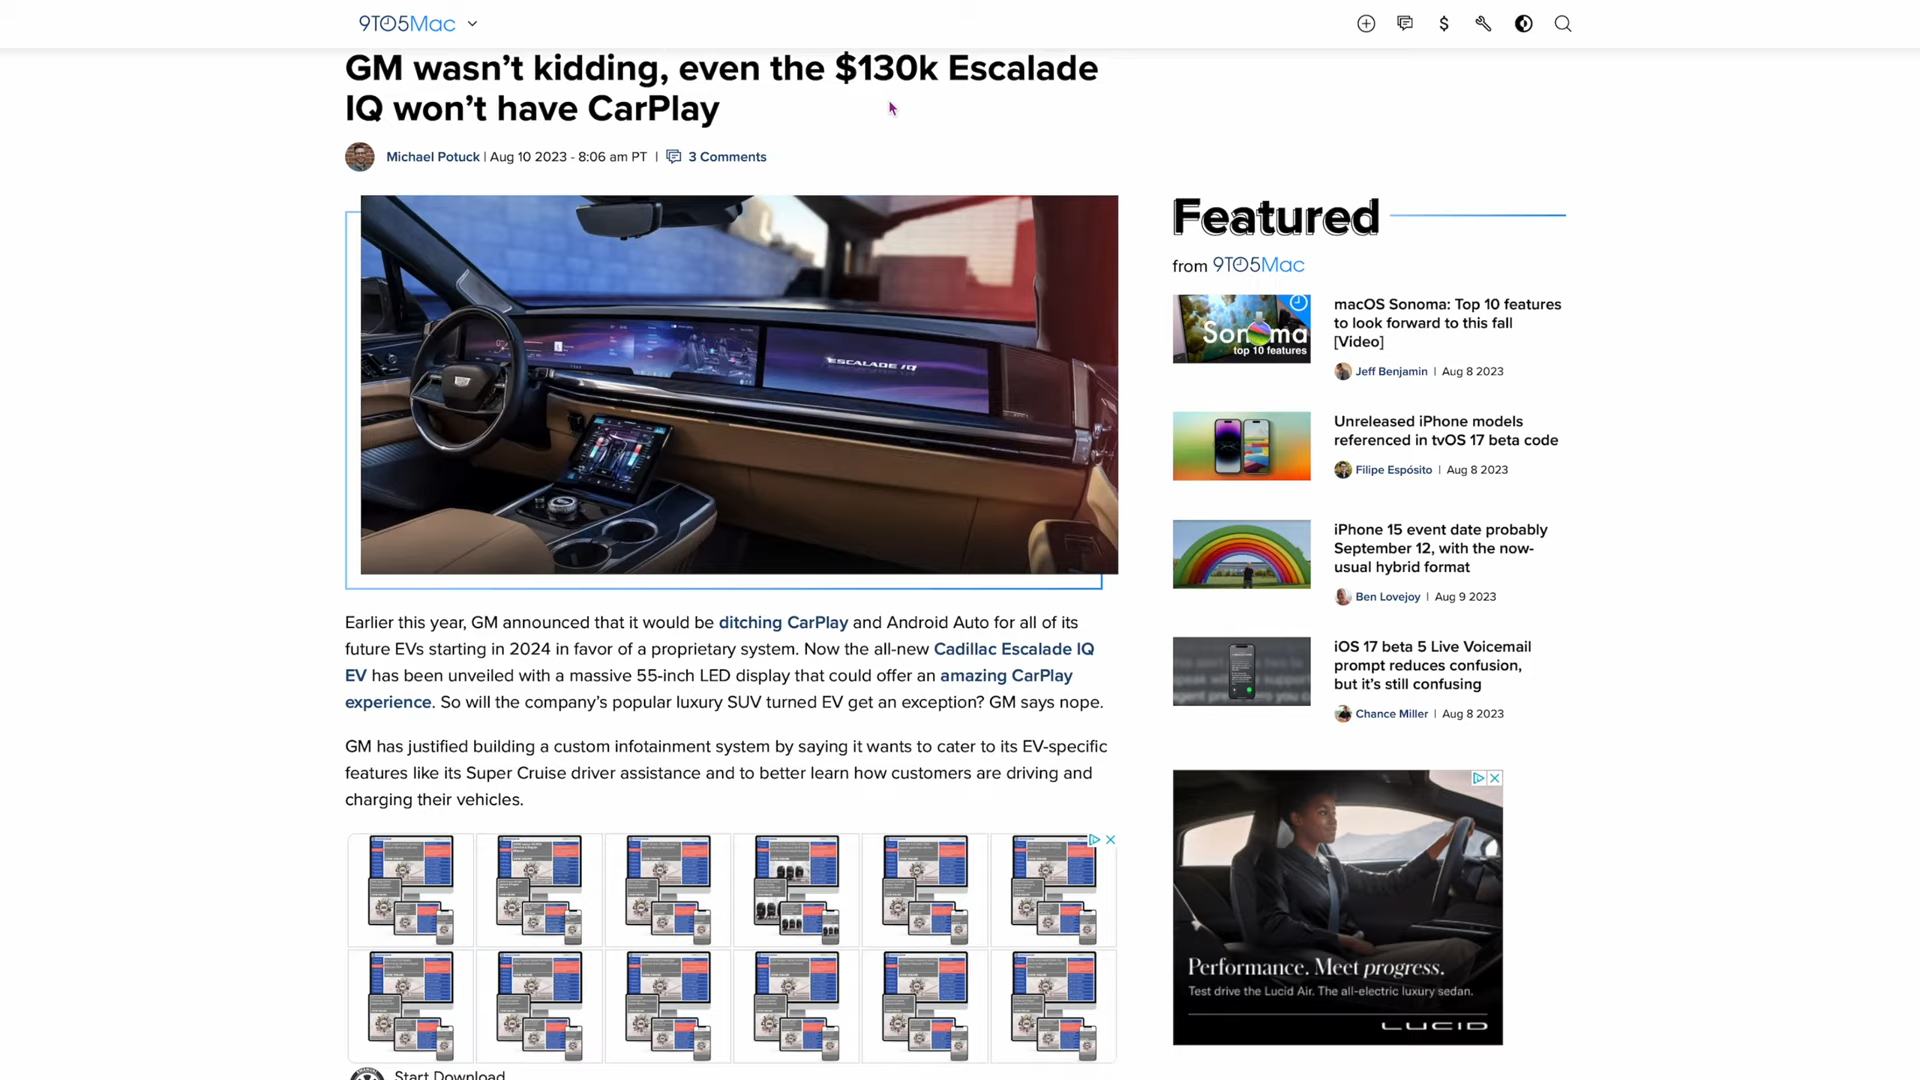 9TO5Mac
GM wasn’t kidding, even the $130k Escalade
IQ won’t have CarPlay
Michael Potuck | Aug 10 2023 - 8:06 am PT | 3 Comments
ESCALADE IQ
Earlier this year, GM announced that it would be ditching CarPlay and Android Auto for all of its
future EVs starting in 2024 in favor of a proprietary system. Now the all-new Cadillac Escalade IQ
EV has been unveiled with a massive 55-inch LED display that could offer an amazing CarPlay
experience. So will the company’s popular luxury SUV turned EV get an exception? GM says nope.
GM has justified building a custom infotainment system by saying it wants to cater to its EV-specific
features like its Super Cruise driver assistance and to better learn how customers are driving and
charging their vehicles.
Start Download
Featured
from 9TO5Mac
Sonoma
top 10 features
macOS Sonoma: Top 10 features
to look forward to this fall
[Video]
Jeff Benjamin | Aug 8 2023
Unreleased iPhone models
referenced in tvOS 17 beta code
Filipe Espósito | Aug 8 2023
iPhone 15 event date probably
September 12, with the now-
usual hybrid format
Ben Lovejoy | Aug 9 2023
iOS 17 beta 5 Live Voicemail
prompt reduces confusion,
but it’s still confusing
Chance Miller | Aug 8 2023
Performance. Meet progress.
Test drive the Lucid Air. The all-electric luxury sedan.
LUCID